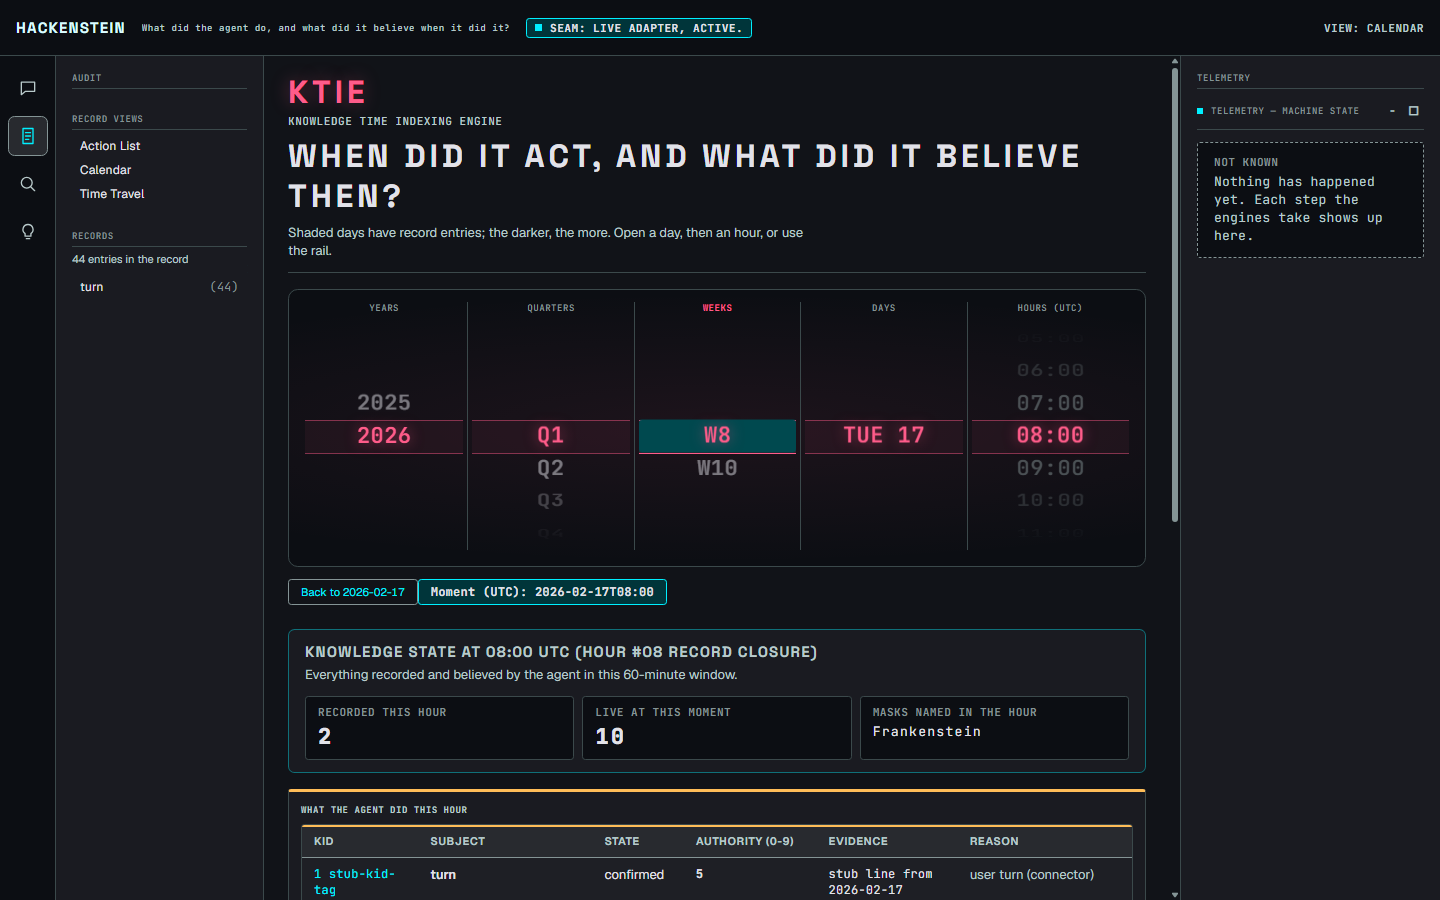 HACKENSTEIN
What did the agent do, and what did it believe when it did it?
SEAM: LIVE ADAPTER, ACTIVE.
VIEW: CALENDAR
AUDIT
RECORD VIEWS
Action List
Calendar
Time Travel
RECORDS
44 entries in the record
turn (44)
KTIE
KNOWLEDGE TIME INDEXING ENGINE
WHEN DID IT ACT, AND WHAT DID IT BELIEVE
THEN?
Shaded days have record entries; the darker, the more. Open a day, then an hour, or use
the rail.
YEARS QUARTERS WEEKS DAYS HOURS (UTC)
06:00
2025 07:00
2026 Q1 W8 TUE 17 08:00
Q2 W10 09:00
Q3 10:00
Q4 11:00
Back to 2026-02-17
Moment (UTC): 2026-02-17T08:00
KNOWLEDGE STATE AT 08:00 UTC (HOUR #08 RECORD CLOSURE)
Everything recorded and believed by the agent in this 60-minute window.
RECORDED THIS HOUR
2
LIVE AT THIS MOMENT
10
MASKS NAMED IN THE HOUR
Frankenstein
WHAT THE AGENT DID THIS HOUR
KID SUBJECT STATE AUTHORITY (0-9) EVIDENCE REASON
1 stub-kid- turn confirmed 5 stub line from user turn (connector)
tag 2026-02-17
TELEMETRY
TELEMETRY — MACHINE STATE -
NOT KNOWN
Nothing has happened
yet. Each step the
engines take shows up
here.